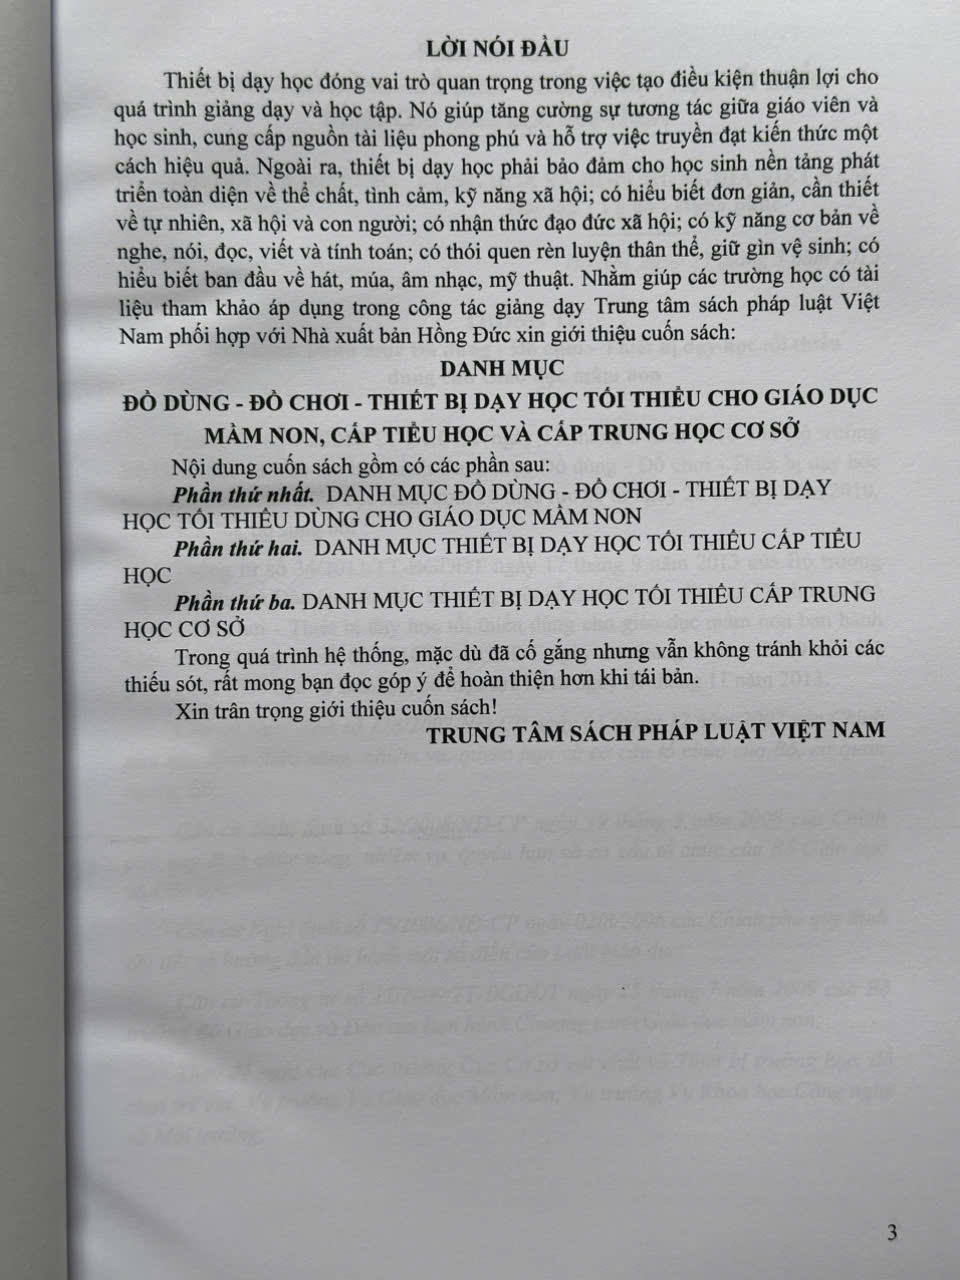 LỜI NÓI ĐẦU
Thiết bị dạy học đóng vai trò quan trọng trong việc tạo điều kiện thuận lợi cho
quá trình giảng dạy và học tập. Nó giúp tăng cường sự tương tác giữa giáo viên và
học sinh, cung cấp nguồn tài liệu phong phú và hỗ trợ việc truyền đạt kiến thức một
cách hiệu quả. Ngoài ra, thiết bị dạy học phải bảo đảm cho học sinh nền tảng phát
triển toàn diện về thể chất, tình cảm, kỹ năng xã hội; có hiểu biết đơn giản, cần thiết
về tự nhiên, xã hội và con người; có nhận thức đạo đức xã hội; có kỹ năng cơ bản về
nghe, nói, đọc, viết và tính toán; có thói quen rèn luyện thân thể, giữ gìn vệ sinh; có
hiểu biết ban đầu về hát, múa, âm nhạc, mỹ thuật. Nhằm giúp các trường học có tài
liệu tham khảo áp dụng trong công tác giảng dạy Trung tâm sách pháp luật Việt
Nam phối hợp với Nhà xuất bản Hồng Đức xin giới thiệu cuốn sách:
DANH MỤC
ĐỒ DÙNG - ĐỒ CHƠI - THIẾT BỊ DẠY HỌC TỐI THIỂU CHO GIÁO DỤC
MẦM NON, CẤP TIỂU HỌC VÀ CẤP TRUNG HỌC CƠ SỞ
Nội dung cuốn sách gồm có các phần sau:
Phần thứ nhất. DANH MỤC ĐỒ DÙNG - ĐỒ CHƠI - THIẾT BỊ DẠY
HỌC TỐI THIỂU DÙNG CHO GIÁO DỤC MẦM NON
Phần thứ hai. DANH MỤC THIẾT BỊ DẠY HỌC TỐI THIỂU CẤP TIỂU
HỌC
Phần thứ ba. DANH MỤC THIẾT BỊ DẠY HỌC TỐI THIỂU CẤP TRUNG
HỌC CƠ SỞ
Trong quá trình hệ thống, mặc dù đã cố gắng nhưng vẫn không tránh khỏi các
thiếu sót, rất mong bạn đọc góp ý để hoàn thiện hơn khi tái bản.
Xin trân trọng giới thiệu cuốn sách!
TRUNG TÂM SÁCH PHÁP LUẬT VIỆT NAM
3